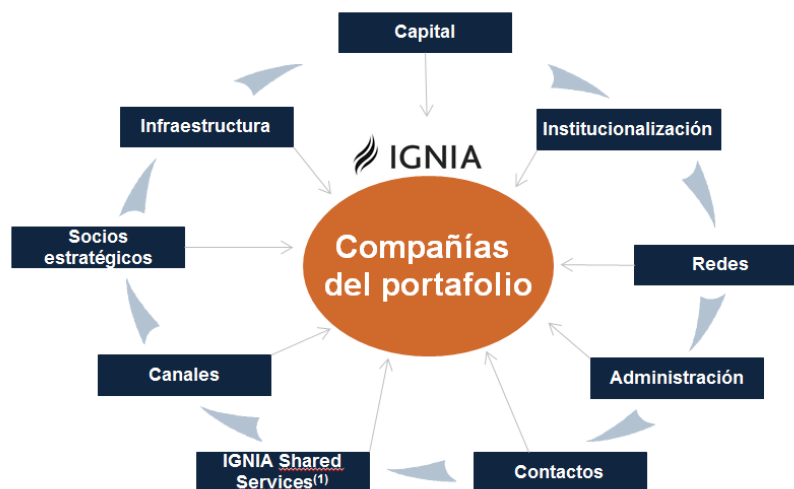 Capital
Infraestructura
Institucionalización
IGNIA
Socios
estratégicos
Compañías
del portafolio
Redes
Canales
Administración
IGNIA Shared
Services(1)
Contactos